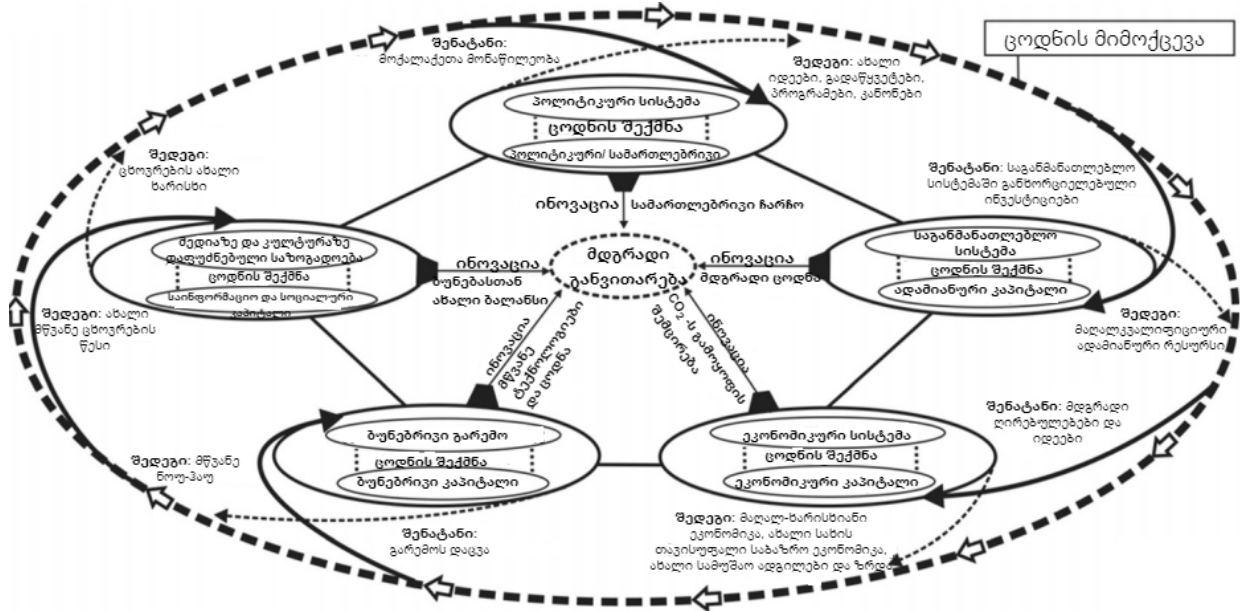 ცოდნის მიმოქცევა
შენატანი:
მოქალაქეთა მონაწილეობა
შედეგი: ახალი
იდეები, გადაწყვეტები,
პროგრამები, კანონები
პოლიტიკური სისტემა
ცოდნის შექმნა
პოლიტიკური/ სამართლებრივი
ინოვაცია
სამართლებრივი ჩარჩო
შედეგი:
ცხოვრების ახალი
ხარისხი
შენატანი: საგანმანათლებლო
სისტემაში განხორციელებული
ინვესტიციები
მედიაზე და კულტურაზე
დაფუძნებული საზოგადოება
ცოდნის შექმნა
საინფორმაციო და სოციალური
კაპიტალი
ინოვაცია
ბუნებასთან
ახალი ბალანსი
მდგრადი
განვითარება
ინოვაცია
მდგრადი ცოდნა
საგანმანათლებლო
სისტემა
ცოდნის შექმნა
ადამიანური კაპიტალი
შედეგი: ახალი
მწვანე ცხოვრების
წესი
შედეგი:
მაღალკვალიფიციური
ადამიანური რესურსი
ინოვაცია
მწვანე
ტექნოლოგიები
და ცოდნა
ინოვაცია
CO2 -ს გამოყოფის
შემცირება
შენატანი: მდგრადი
ღირებულებები და
იდეები
ბუნებრივი გარემო
ცოდნის შექმნა
ბუნებრივი კაპიტალი
ეკონომიკური სისტემა
ცოდნის შექმნა
ეკონომიკური კაპიტალი
შედეგი: მწვანე
ნოუ-ჰაუ
შენატანი:
გარემოს დაცვა
შედეგი: მაღალ-ხარისხიანი
ეკონომიკა, ახალი სახის
თავისუფალი საბაზრო ეკონომიკა,
ახალი სამუშაო ადგილები და ზრდა